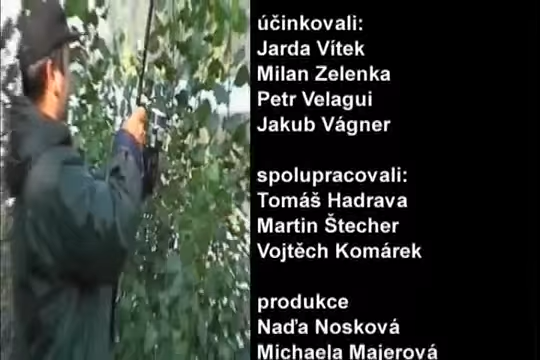 účinkovali:
Jarda Vítek
Milan Zelenka
Petr Velagui
Jakub Vágner
spolupracovali:
Tomáš Hadrava
Martin Štecher
Vojtěch Komárek
produkce
Naďa Nosková
Michaela Majerová